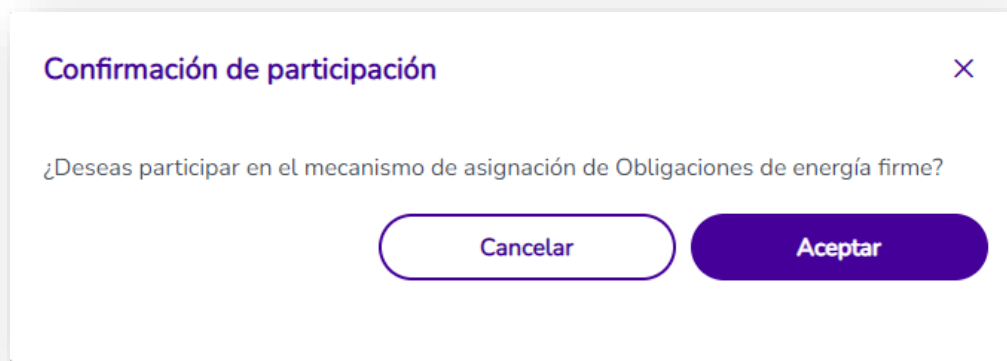 Confirmación de participación
¿Deseas participar en el mecanismo de asignación de Obligaciones de energía firme?
Cancelar
Aceptar